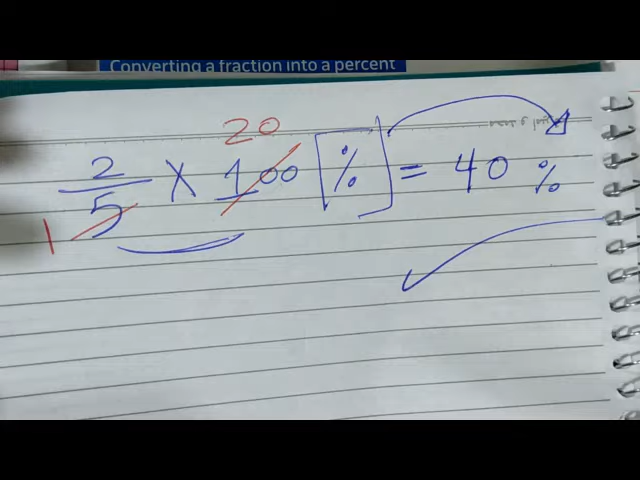 Converting a fraction into a percent
20
2/5 X 100 [%] = 40 %
1